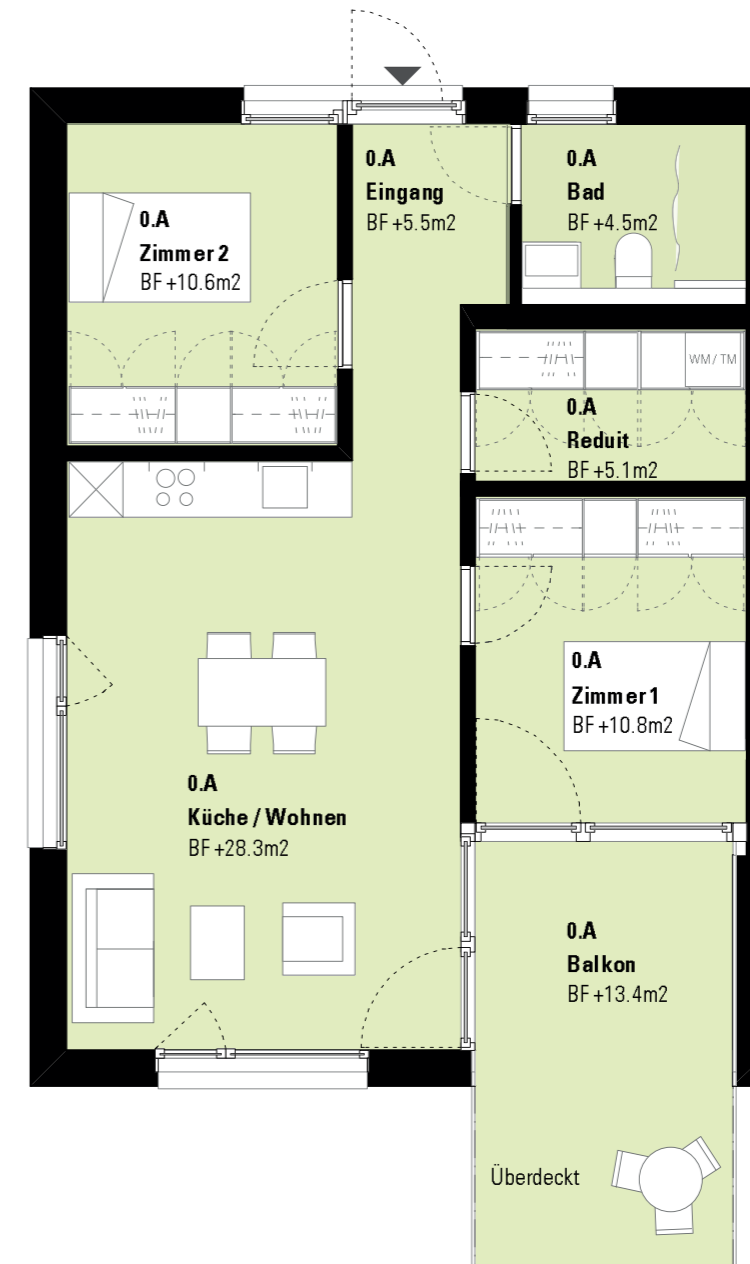 0.A
Eingang
BF +5.5m2
0.A
Bad
BF +4.5m2
0.A
Zimmer 2
BF +10.6m2
WM / TM
0.A
Reduit
BF +5.1m2
0.A
Zimmer 1
BF +10.8m2
0.A
Küche / Wohnen
BF +28.3m2
0.A
Balkon
BF +13.4m2
Überdeckt